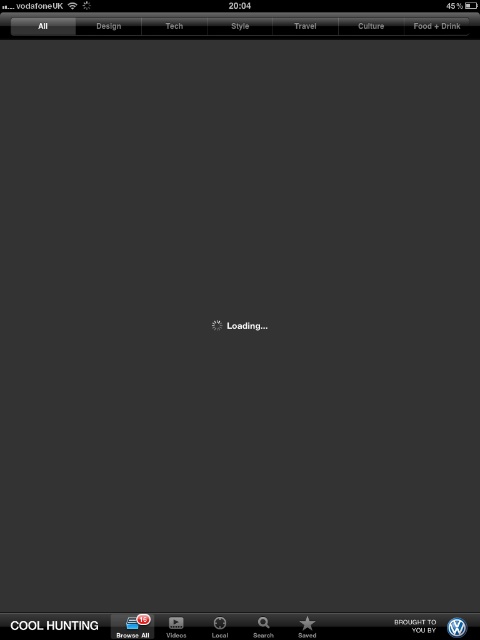 vodafone UK 20:04 45%
All Design Tech Style Travel Culture Food + Drink
Loading...
COOL HUNTING
15
Browse All Videos Local Search Saved
BROUGHT TO
YOU BY